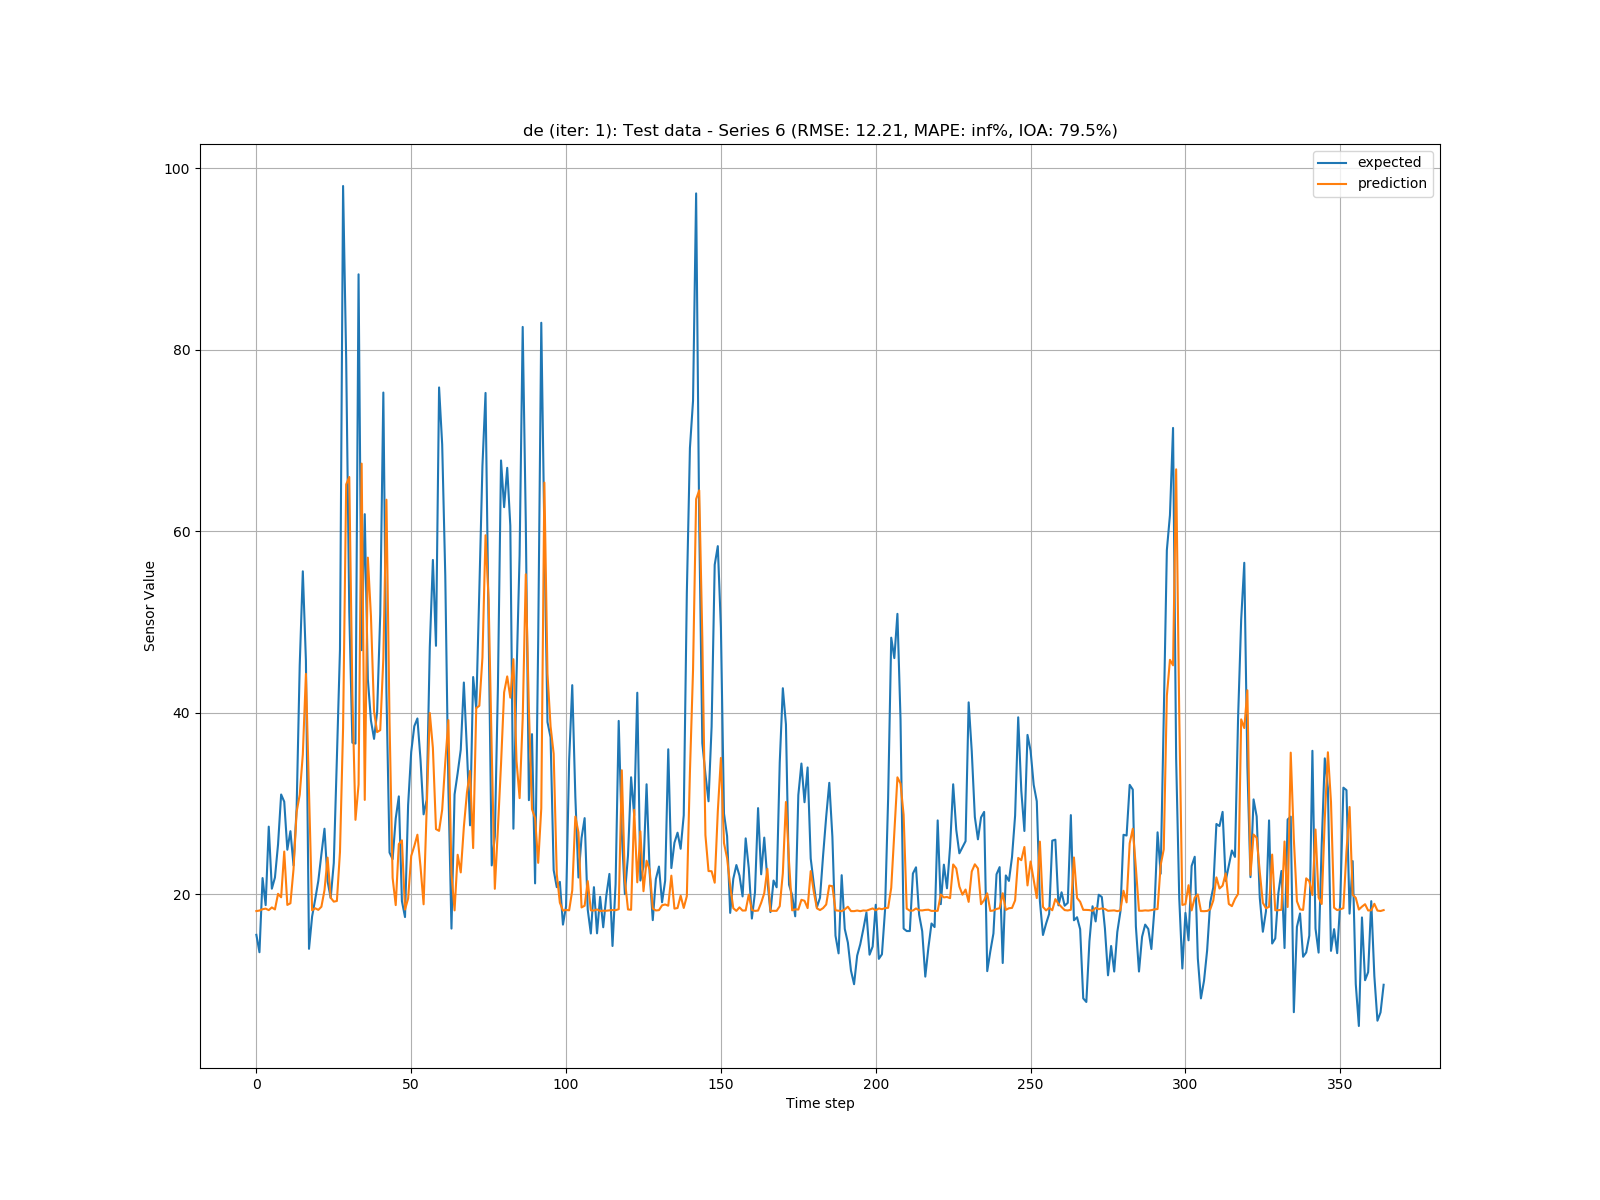 de (iter: 1): Test data - Series 6 (RMSE: 12.21, MAPE: inf%, IOA: 79.5%)
expected
prediction
100
80
60
40
20
Sensor Value
0 50 100 150 200 250 300 350
Time step